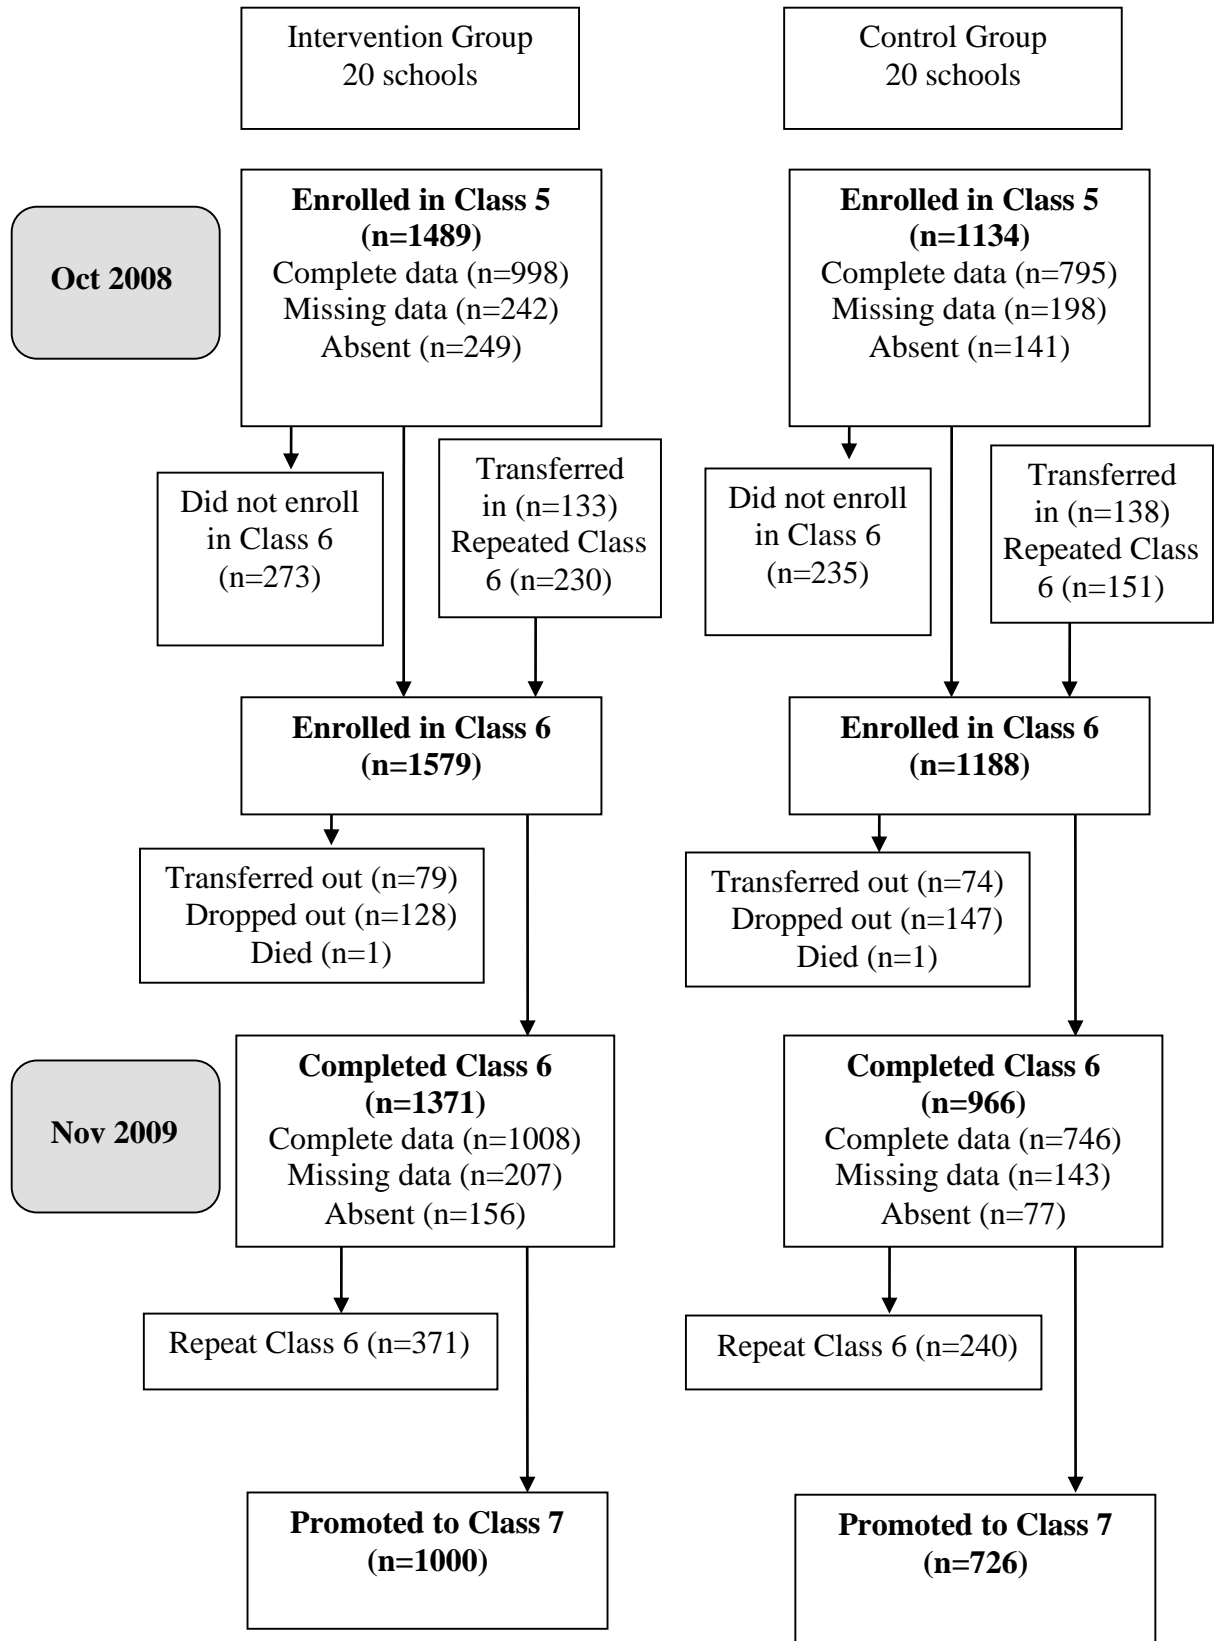 Intervention Group
20 schools
Control Group
20 schools
Oct 2008
Enrolled in Class 5
(n=1489)
Complete data (n=998)
Missing data (n=242)
Absent (n=249)
Enrolled in Class 5
(n=1134)
Complete data (n=795)
Missing data (n=198)
Absent (n=141)
Did not enroll
in Class 6
(n=273)
Transferred
in (n=133)
Repeated Class
6 (n=230)
Did not enroll
in Class 6
(n=235)
Transferred
in (n=138)
Repeated Class
6 (n=151)
Enrolled in Class 6
(n=1579)
Enrolled in Class 6
(n=1188)
Transferred out (n=79)
Dropped out (n=128)
Died (n=1)
Transferred out (n=74)
Dropped out (n=147)
Died (n=1)
Nov 2009
Completed Class 6
(n=1371)
Complete data (n=1008)
Missing data (n=207)
Absent (n=156)
Completed Class 6
(n=966)
Complete data (n=746)
Missing data (n=143)
Absent (n=77)
Repeat Class 6 (n=371)
Repeat Class 6 (n=240)
Promoted to Class 7
(n=1000)
Promoted to Class 7
(n=726)